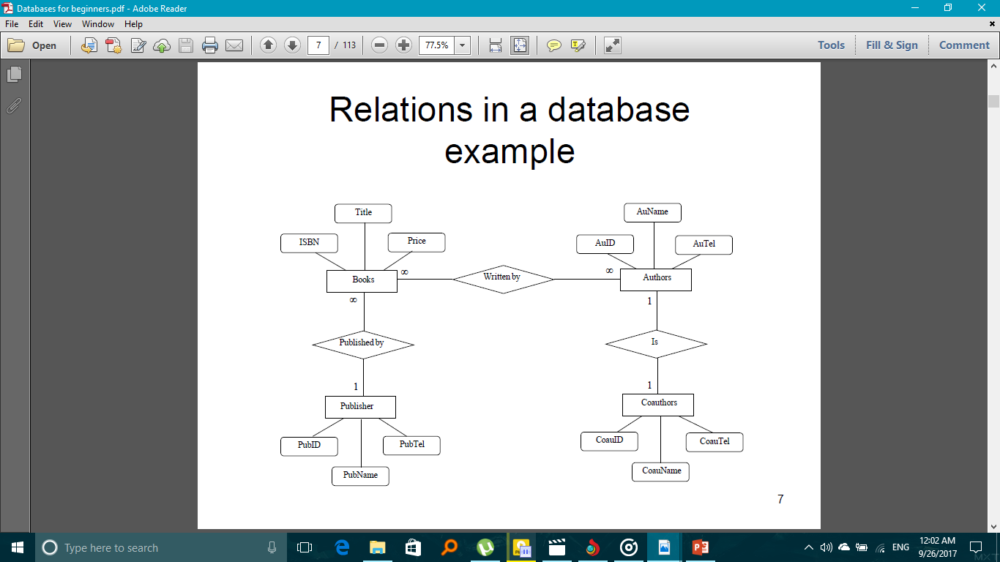 Databases for beginners.pdf - Adobe Reader
File Edit View Window Help
Open 7 / 113 77.5% Tools Fill & Sign Comment
Relations in a database
example
Title
AuName
ISBN
Price
AuID
AuTel
Books
∞
Written by
∞
Authors
∞
1
Published by
Is
1
1
Publisher
Coauthors
PubID
PubTel
CoauID
CoauTel
PubName
CoauName
7
Type here to search
ENG
12:02 AM
9/26/2017
MXT